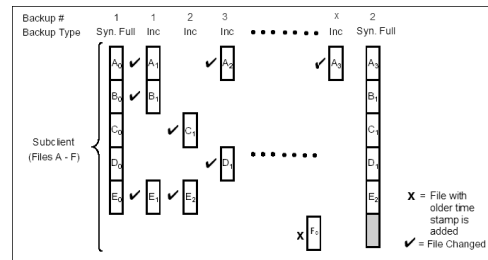 Backup # 1 1 2 3 x 2
Backup Type Syn. Full Inc Inc Inc Inc Syn. Full
A0 ✓ A1 ✓ A2 ✓ A3 A3
B0 ✓ B1 B1
C0 ✓ C1 C1
Subclient
(Files A - F)
D0 ✓ D1 D1
E0 ✓ E1 ✓ E2 E2
X F0
X = File with
older time
stamp is
added
✓ = File Changed